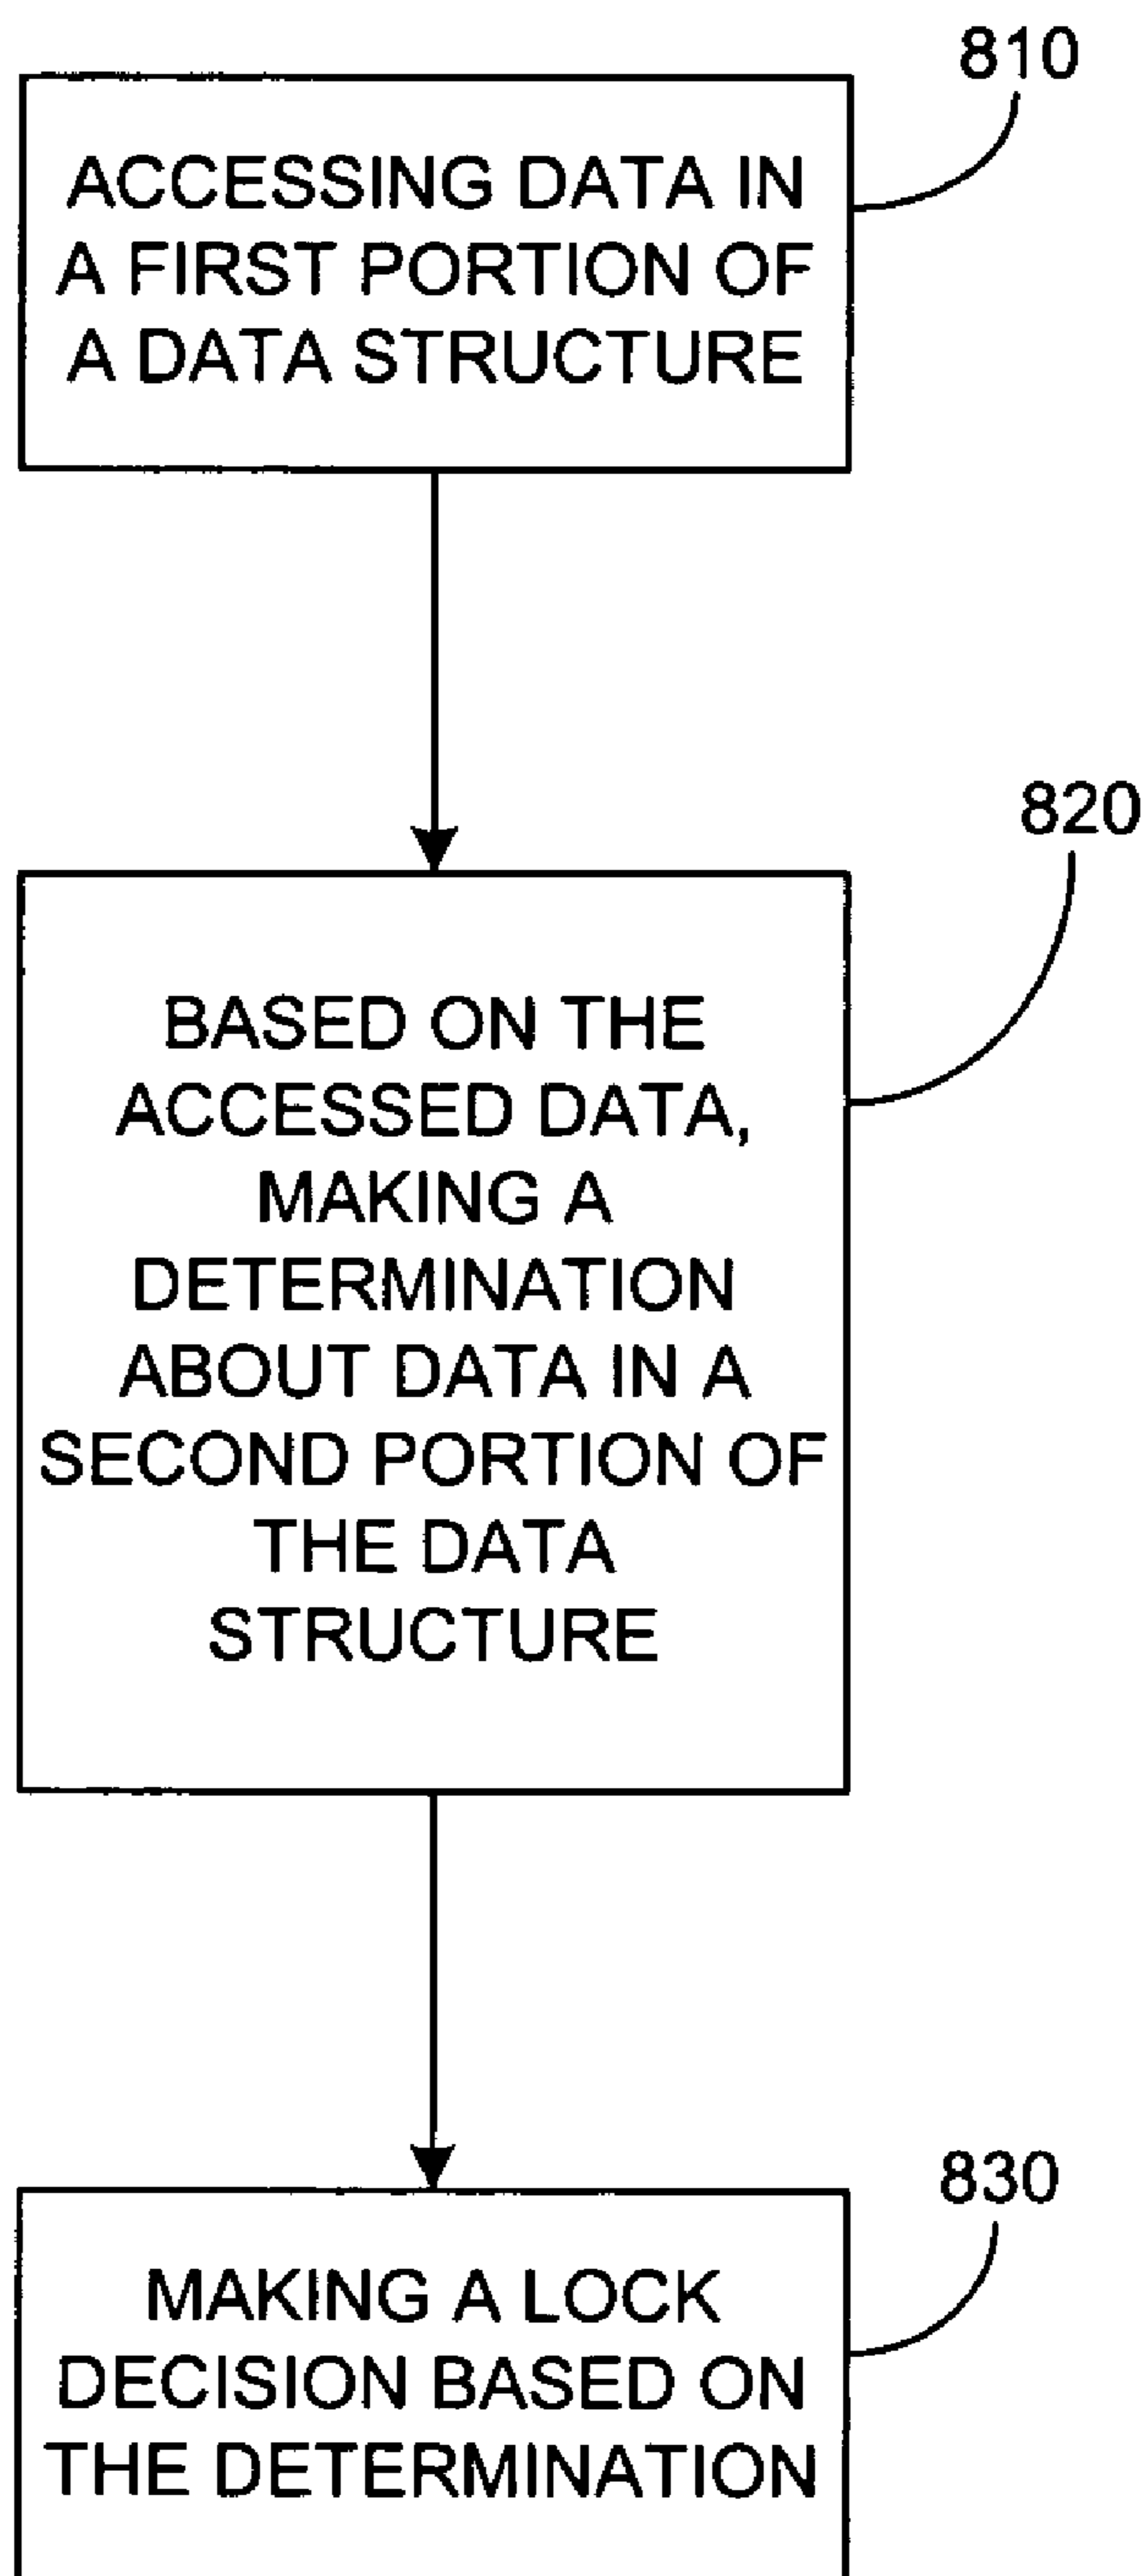 810
ACCESSING DATA IN
A FIRST PORTION OF
A DATA STRUCTURE
820
BASED ON THE
ACCESSED DATA,
MAKING A
DETERMINATION
ABOUT DATA IN A
SECOND PORTION OF
THE DATA
STRUCTURE
830
MAKING A LOCK
DECISION BASED ON
THE DETERMINATION